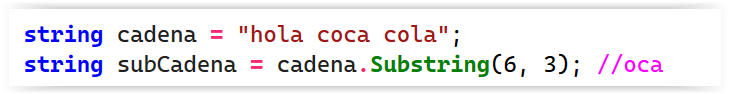 string cadena = "hola coca cola";
string subCadena = cadena.Substring(6, 3); //oca